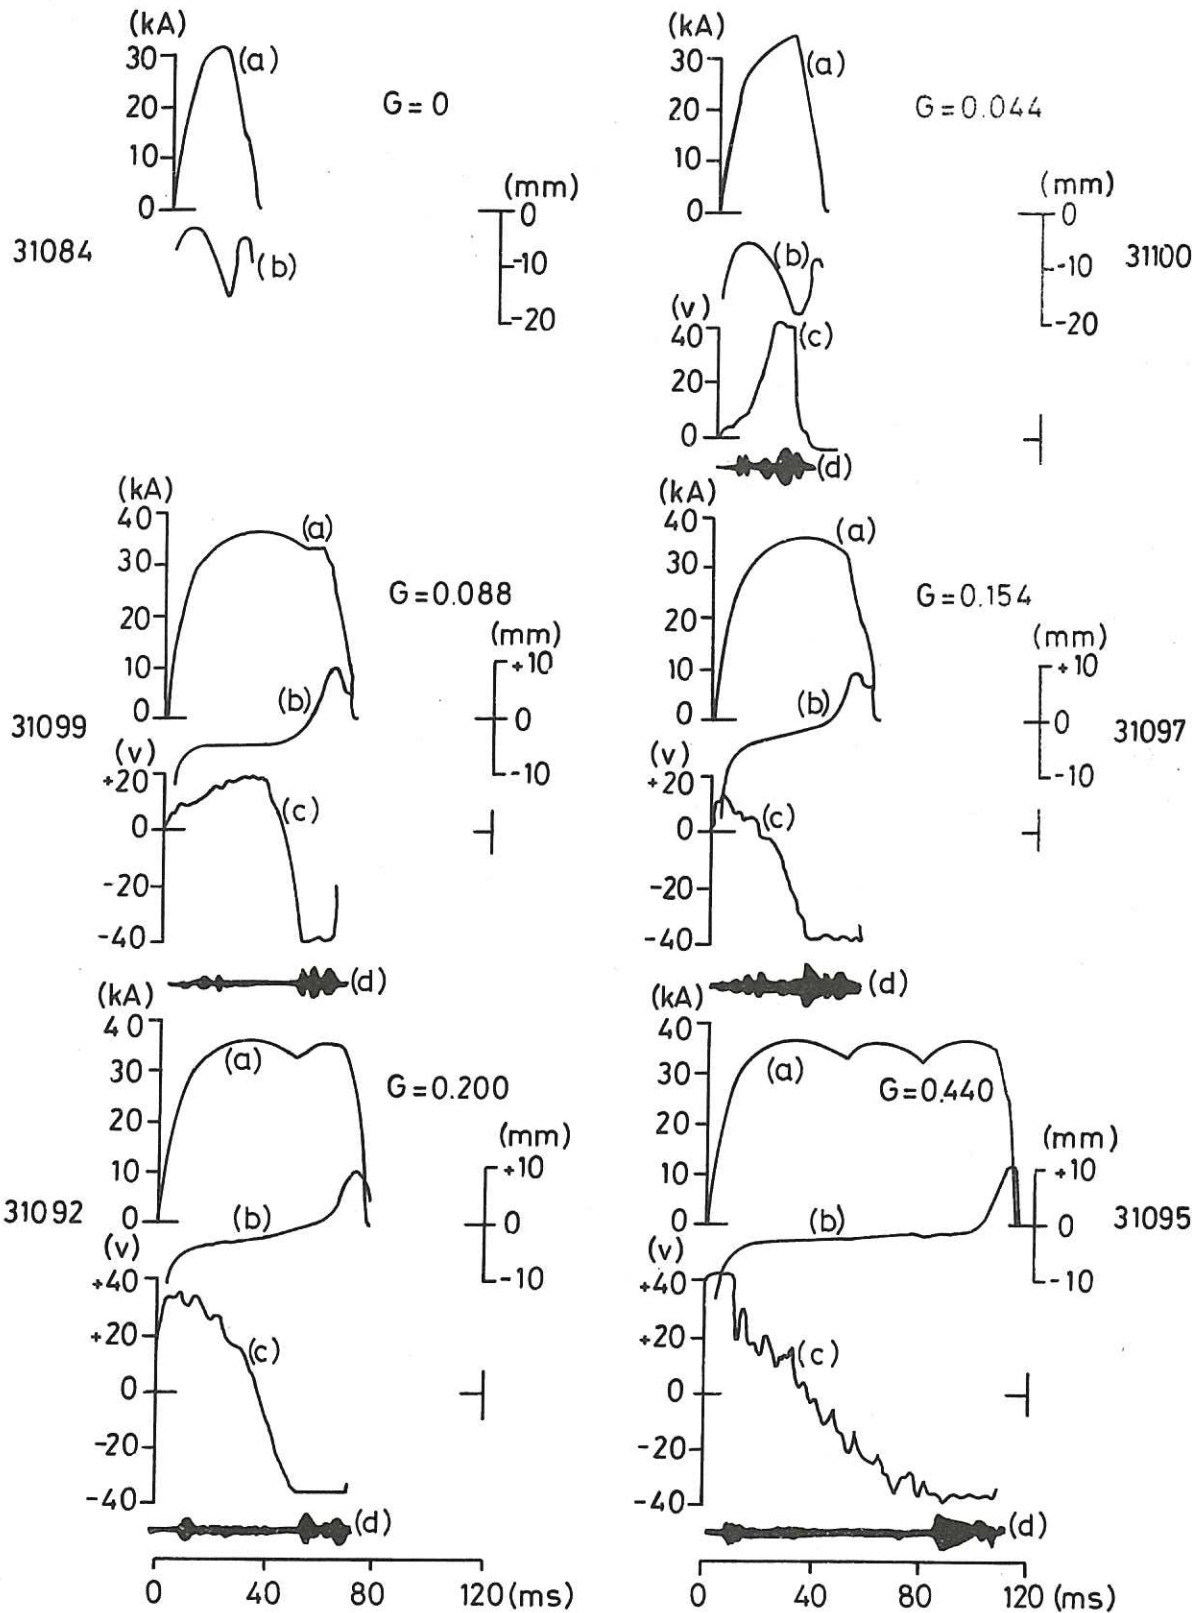 (kA)
30
20
10
0
(a)
G=0
(mm)
0
-10
-20
31084
(b)
(kA)
30
20
10
0
(a)
G=0.044
(mm)
0
-10
-20
31100
(b)
(v)
40
20
0
(c)
(d)
(kA)
40
30
20
10
0
(a)
G=0.088
(mm)
+10
0
-10
31099
(b)
(v)
+20
0
-20
-40
(c)
(d)
(kA)
40
30
20
10
0
(a)
G=0.154
(mm)
+10
0
-10
31097
(b)
(v)
+20
0
-20
-40
(c)
(d)
(kA)
40
30
20
10
0
(a)
G=0.200
(mm)
+10
0
-10
31092
(b)
(v)
+40
+20
0
-20
-40
(c)
(d)
0 40 80 120 (ms)
(kA)
40
30
20
10
0
(a)
G=0.440
(mm)
+10
0
-10
31095
(b)
(v)
+40
+20
0
-20
-40
(c)
(d)
0 40 80 120 (ms)